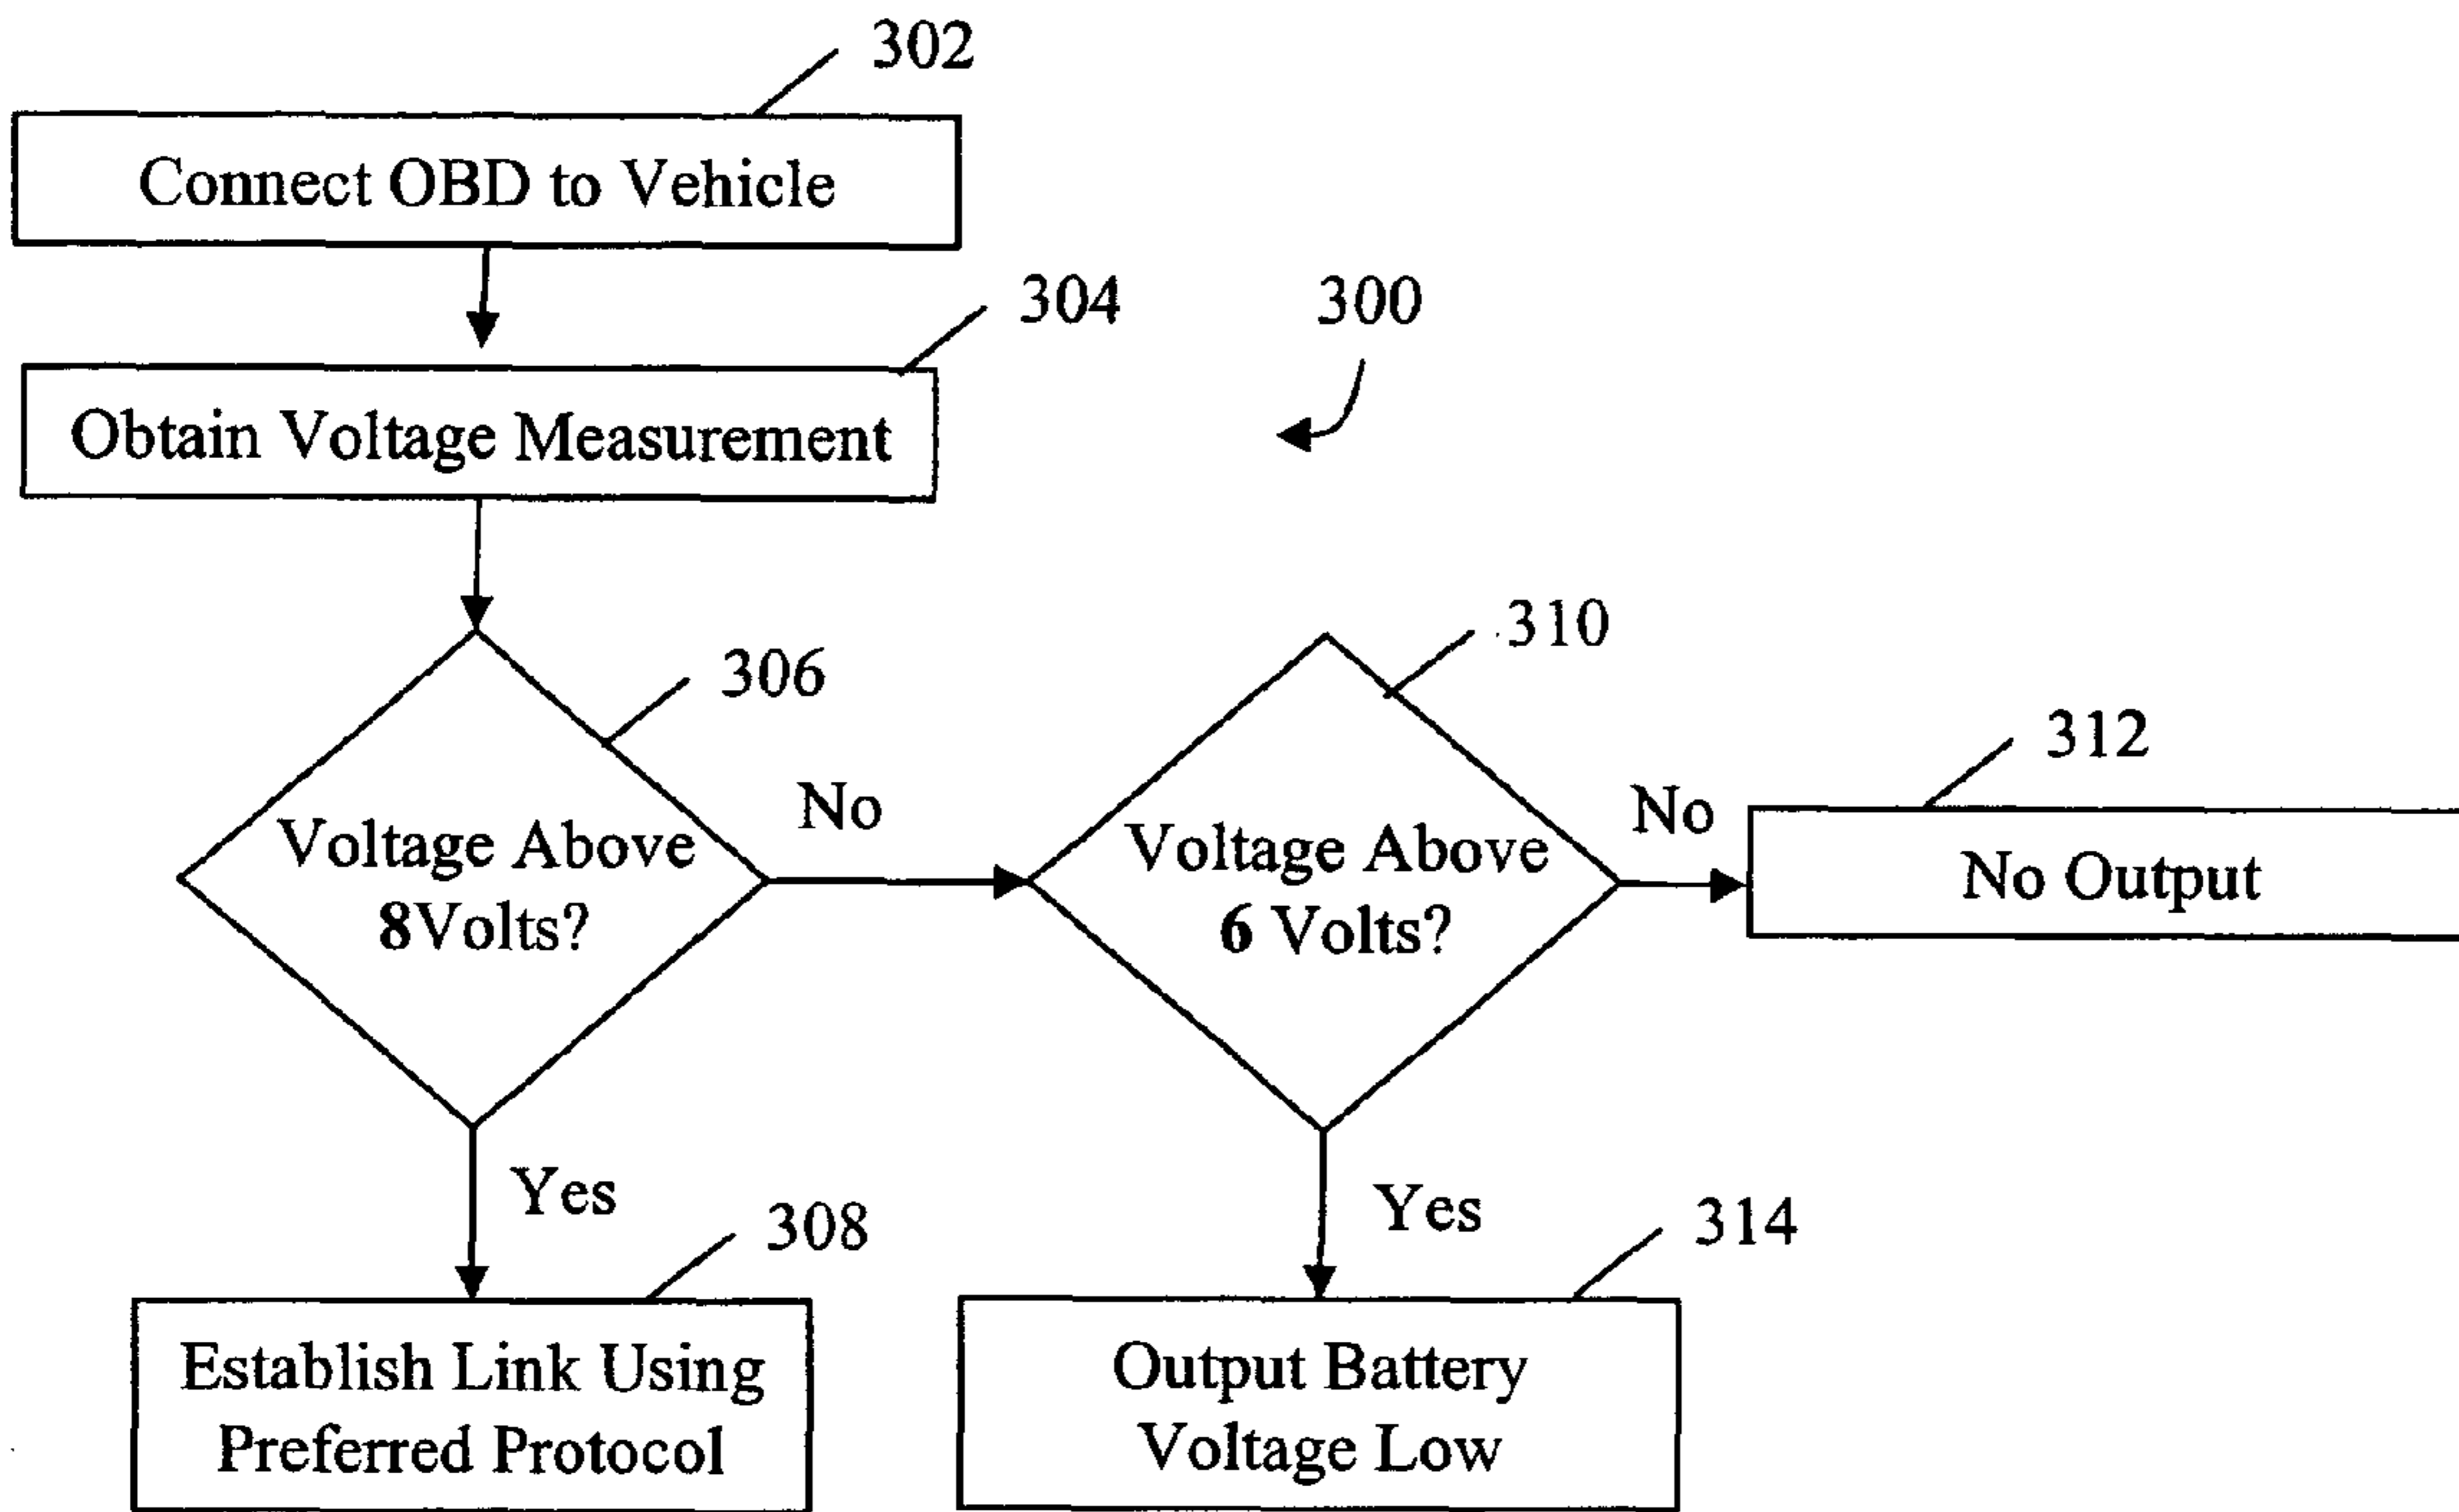 302
Connect OBD to Vehicle
304
300
Obtain Voltage Measurement
306
310
312
Voltage Above
8Volts?
No
Voltage Above
6 Volts?
No
No Output
Yes
308
Yes
314
Establish Link Using
Preferred Protocol
Output Battery
Voltage Low